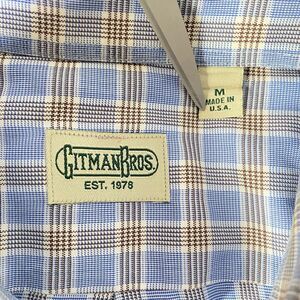 M
MADE IN
U.S.A.
GITMAN BROS.
EST. 1978